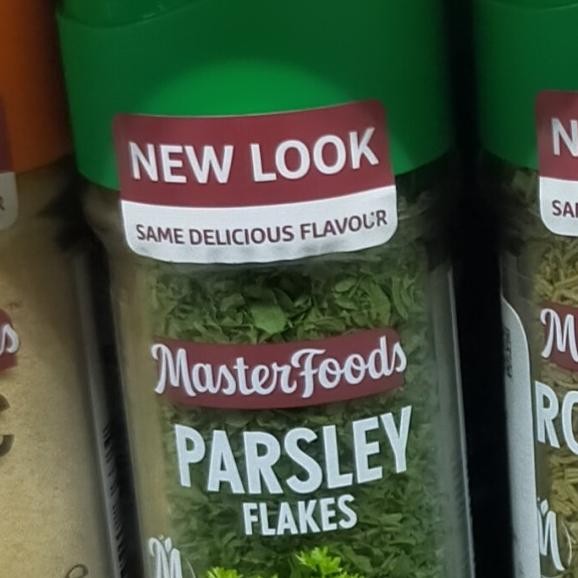 NEW LOOK
SAME DELICIOUS FLAVOUR
MasterFoods
PARSLEY
FLAKES